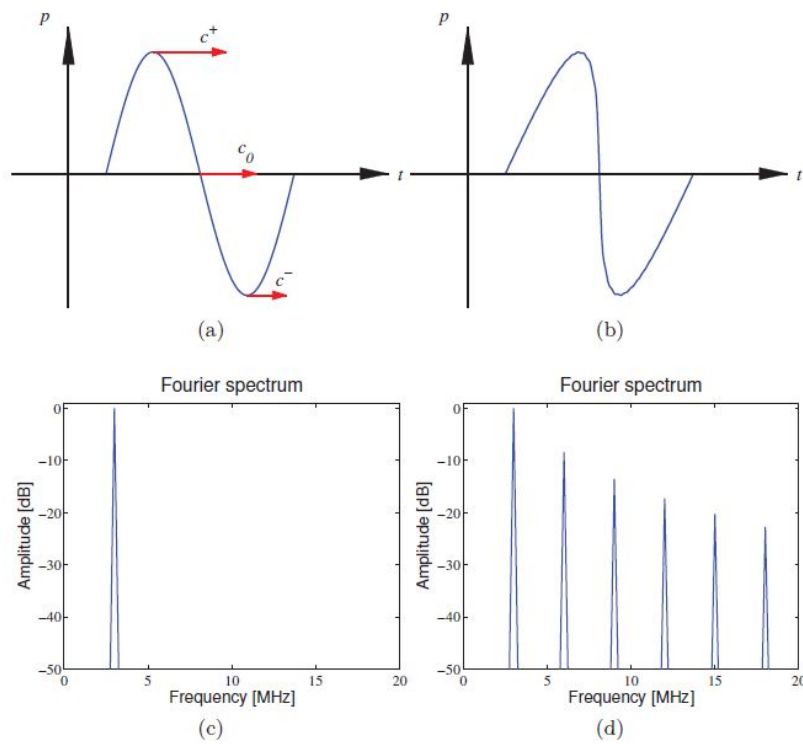 p
c+
c0
t
c−
(a)
p
t
(b)
Fourier spectrum
0
−10
−20
−30
−40
−50
Amplitude [dB]
0 5 10 15 20
Frequency [MHz]
(c)
Fourier spectrum
0
−10
−20
−30
−40
−50
Amplitude [dB]
0 5 10 15 20
Frequency [MHz]
(d)